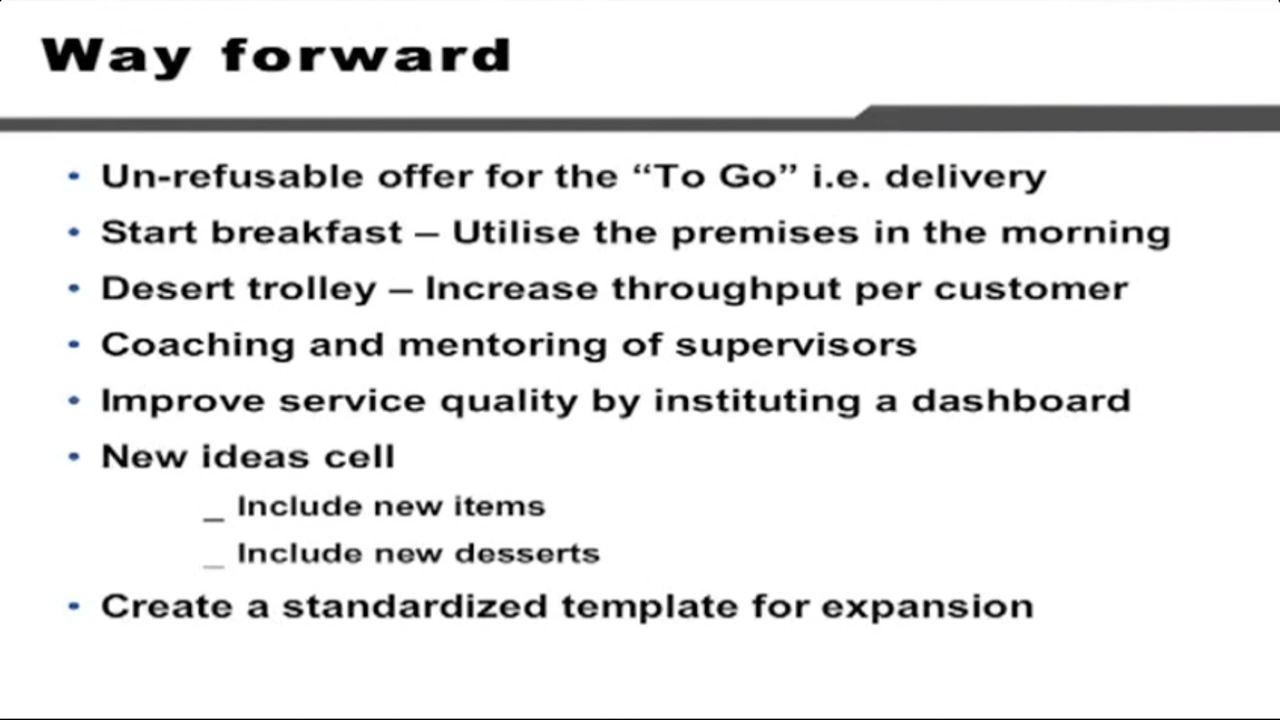 Way forward
• Un-refusable offer for the “To Go” i.e. delivery
• Start breakfast – Utilise the premises in the morning
• Desert trolley – Increase throughput per customer
• Coaching and mentoring of supervisors
• Improve service quality by instituting a dashboard
• New ideas cell
_ Include new items
_ Include new desserts
• Create a standardized template for expansion